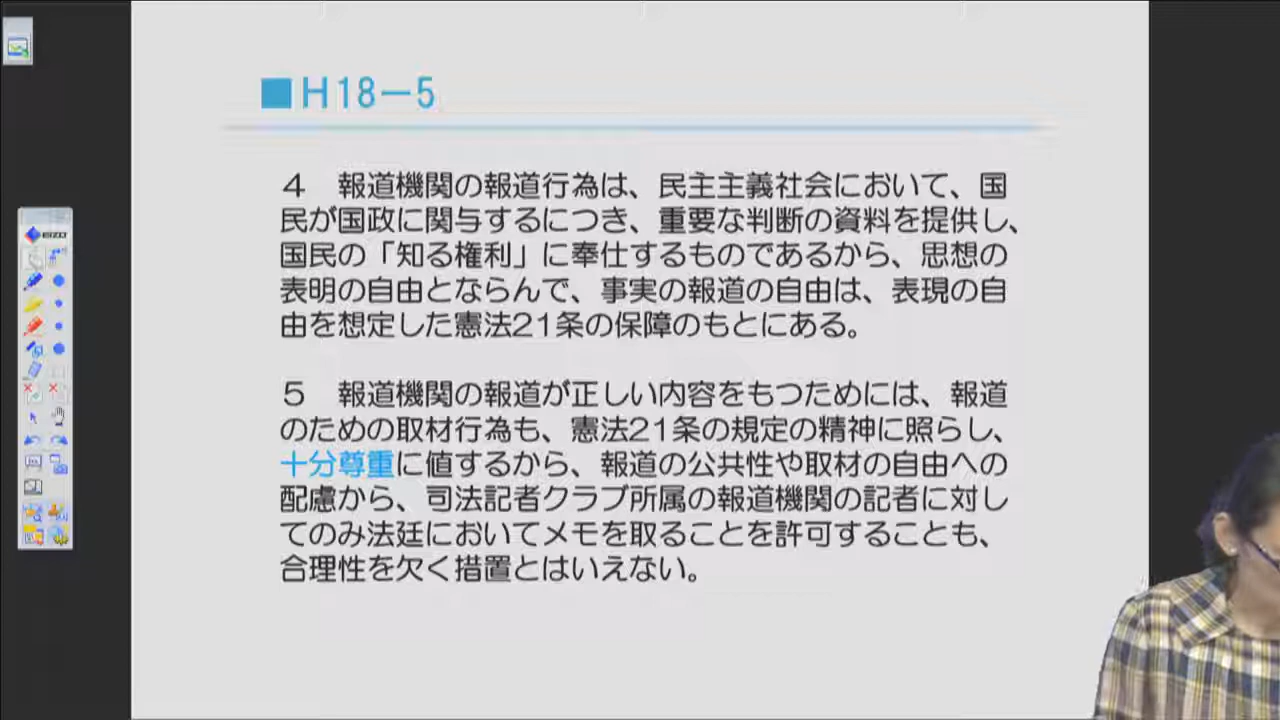 ■H18－5
4　報道機関の報道行為は、民主主義社会において、国
民が国政に関与するにつき、重要な判断の資料を提供し、
国民の「知る権利」に奉仕するものであるから、思想の
表明の自由とならんで、事実の報道の自由は、表現の自
由を想定した憲法21条の保障のもとにある。
5　報道機関の報道が正しい内容をもつためには、報道
のための取材行為も、憲法21条の規定の精神に照らし、
十分尊重に値するから、報道の公共性や取材の自由への
配慮から、司法記者クラブ所属の報道機関の記者に対し
てのみ法廷においてメモを取ることを許可することも、
合理性を欠く措置とはいえない。